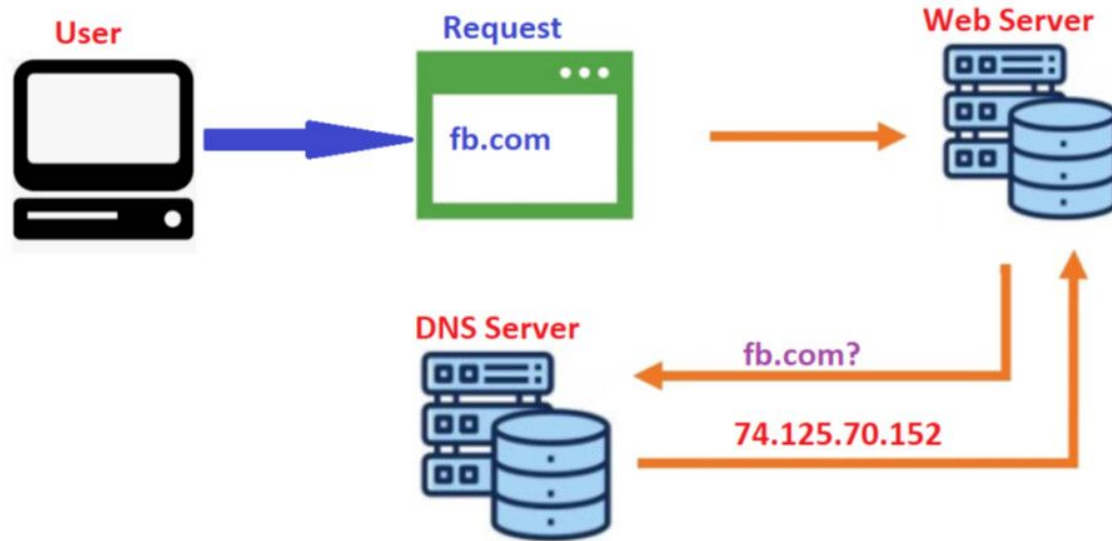 User
Request
Web Server
fb.com
DNS Server
fb.com?
74.125.70.152